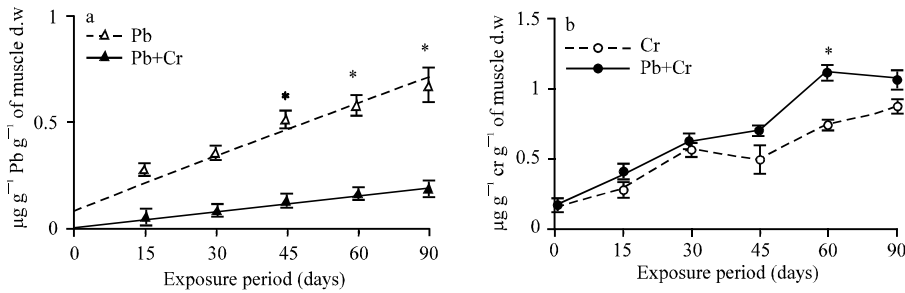 a
Pb
Pb+Cr
* * *
1
0.5
0
0 15 30 45 60 90
Exposure period (days)
µg g⁻¹ Pb g⁻¹ of muscle d.w
b
Cr
Pb+Cr
*
1.5
1
0.5
0
0 15 30 45 60 90
Exposure period (days)
µg g⁻¹ cr g⁻¹ of muscle d.w